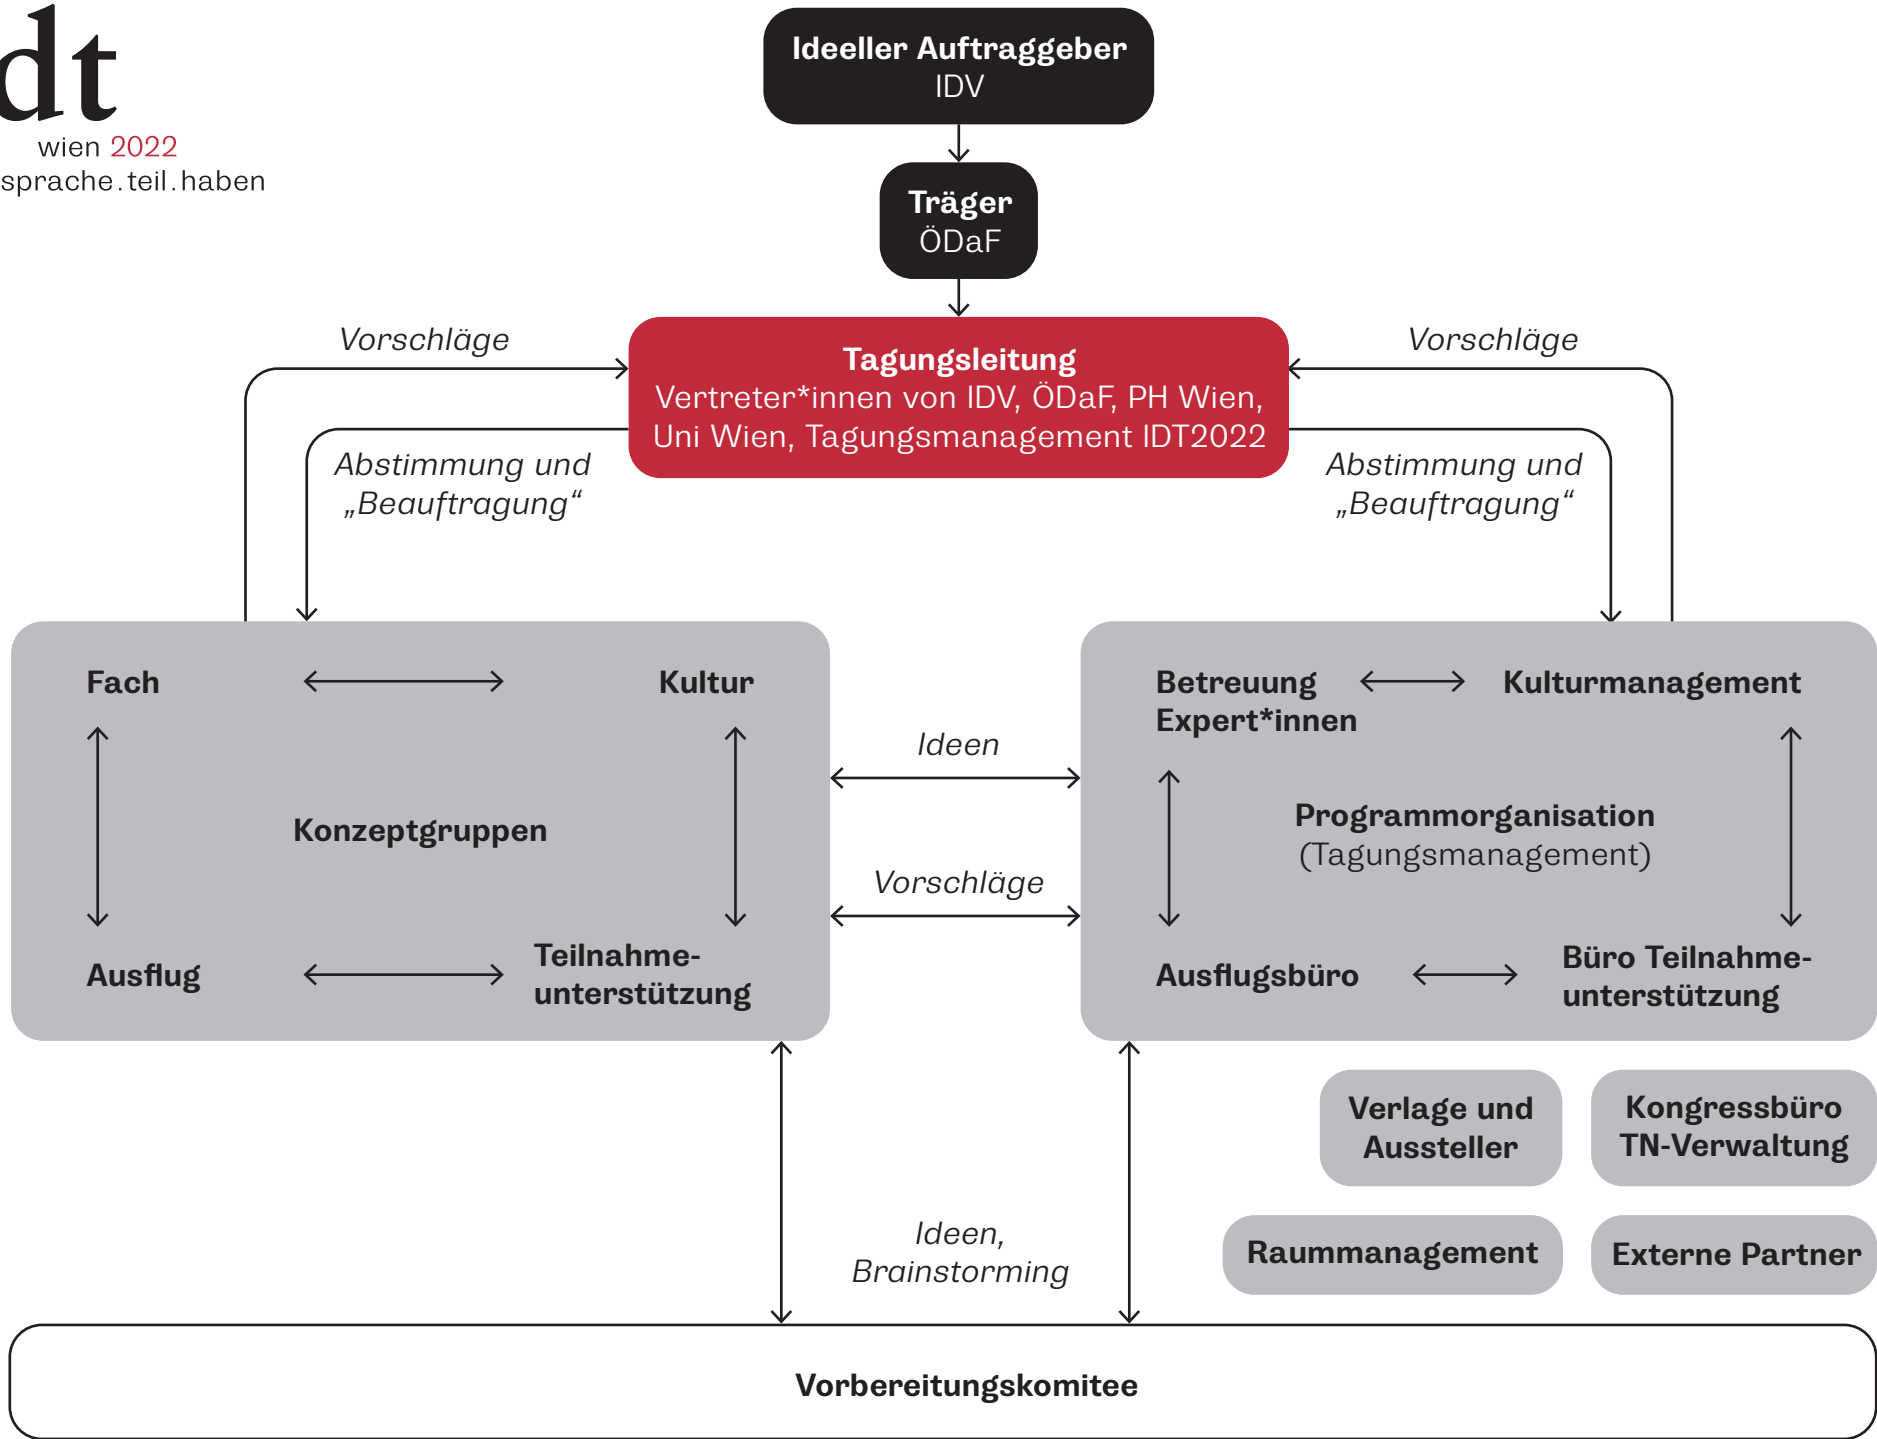 dt
wien 2022
sprache.teil.haben
Ideeller Auftraggeber
IDV
Träger
ÖDaF
Vorschläge
Tagungsleitung
Vertreter*innen von IDV, ÖDaF, PH Wien,
Uni Wien, Tagungsmanagement IDT2022
Vorschläge
Abstimmung und
„Beauftragung“
Abstimmung und
„Beauftragung“
Fach
Kultur
Konzeptgruppen
Ausflug
Teilnahme-
unterstützung
Ideen
Vorschläge
Betreuung
Expert*innen
Kulturmanagement
Programmorganisation
(Tagungsmanagement)
Ausflugsbüro
Büro Teilnahme-
unterstützung
Verlage und
Aussteller
Kongressbüro
TN-Verwaltung
Raummanagement
Externe Partner
Ideen,
Brainstorming
Vorbereitungskomitee